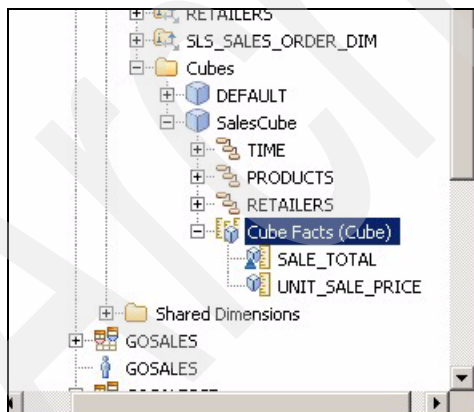 RETAILERS
SLS_SALES_ORDER_DIM
Cubes
DEFAULT
SalesCube
TIME
PRODUCTS
RETAILERS
Cube Facts (Cube)
SALE_TOTAL
UNIT_SALE_PRICE
Shared Dimensions
GOSALES
GOSALES